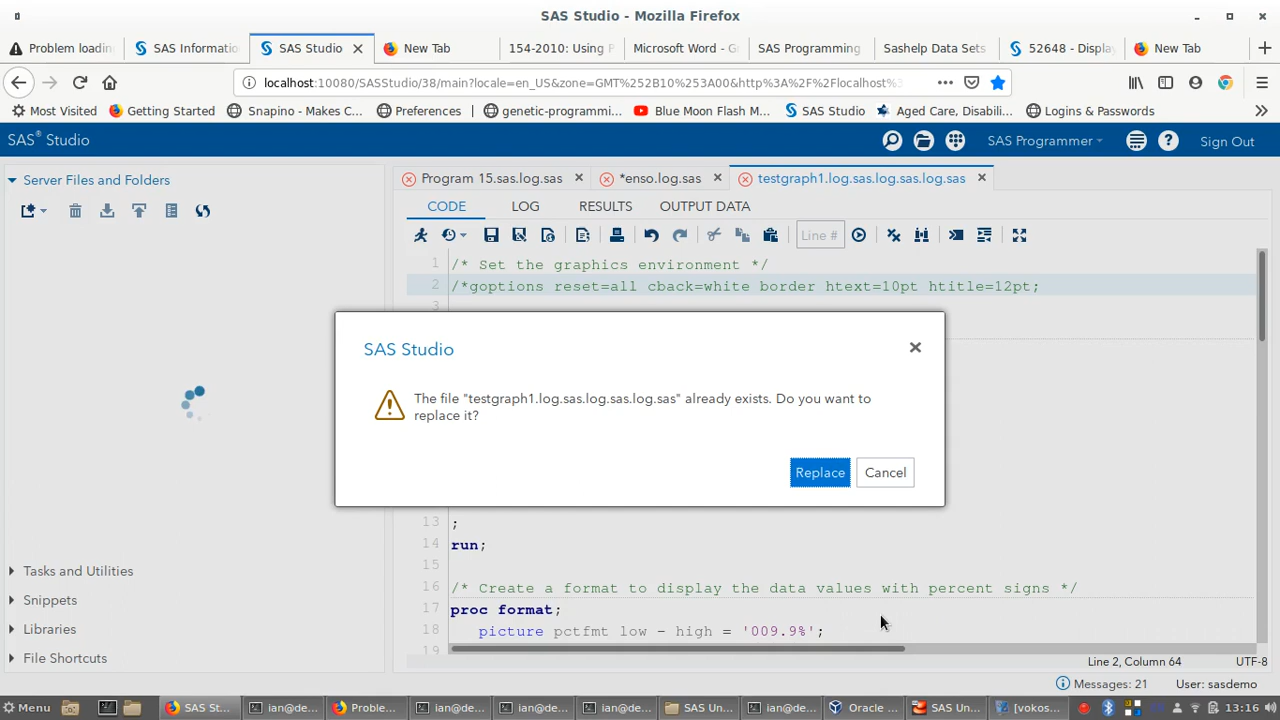 SAS Studio - Mozilla Firefox
Problem loadin
SAS Informatio
SAS Studio
New Tab
154-2010: Using P
Microsoft Word - G
SAS Programming
Sashelp Data Sets
52648 - Displa
New Tab
localhost:10080/SASStudio/38/main?locale=en_US&zone=GMT%252B10%253A00&http%3A%2F%2Flocalhost%3
Most Visited
Getting Started
Snapino - Makes C...
Preferences
genetic-programmi...
Blue Moon Flash M...
SAS Studio
Aged Care, Disabili...
Logins & Passwords
SAS® Studio
SAS Programmer
Sign Out
Server Files and Folders
Program 15.sas.log.sas
*enso.log.sas
testgraph1.log.sas.log.sas.log.sas
CODE
LOG
RESULTS
OUTPUT DATA
Line #
1 /* Set the graphics environment */
2 /*goptions reset=all cback=white border htext=10pt htitle=12pt;
3
SAS Studio
The file "testgraph1.log.sas.log.sas.log.sas" already exists. Do you want to
replace it?
Replace
Cancel
13 ;
14 run;
15
16 /* Create a format to display the data values with percent signs */
17 proc format;
18 picture pctfmt low - high = '009.9%';
19
Tasks and Utilities
Snippets
Libraries
File Shortcuts
Line 2, Column 64
UTF-8
Messages: 21
User: sasdemo
Menu
SAS St...
ian@de...
Proble...
ian@de...
ian@de...
ian@de...
SAS Un...
ian@de...
Oracle ...
SAS Un...
[vokos...
13:16